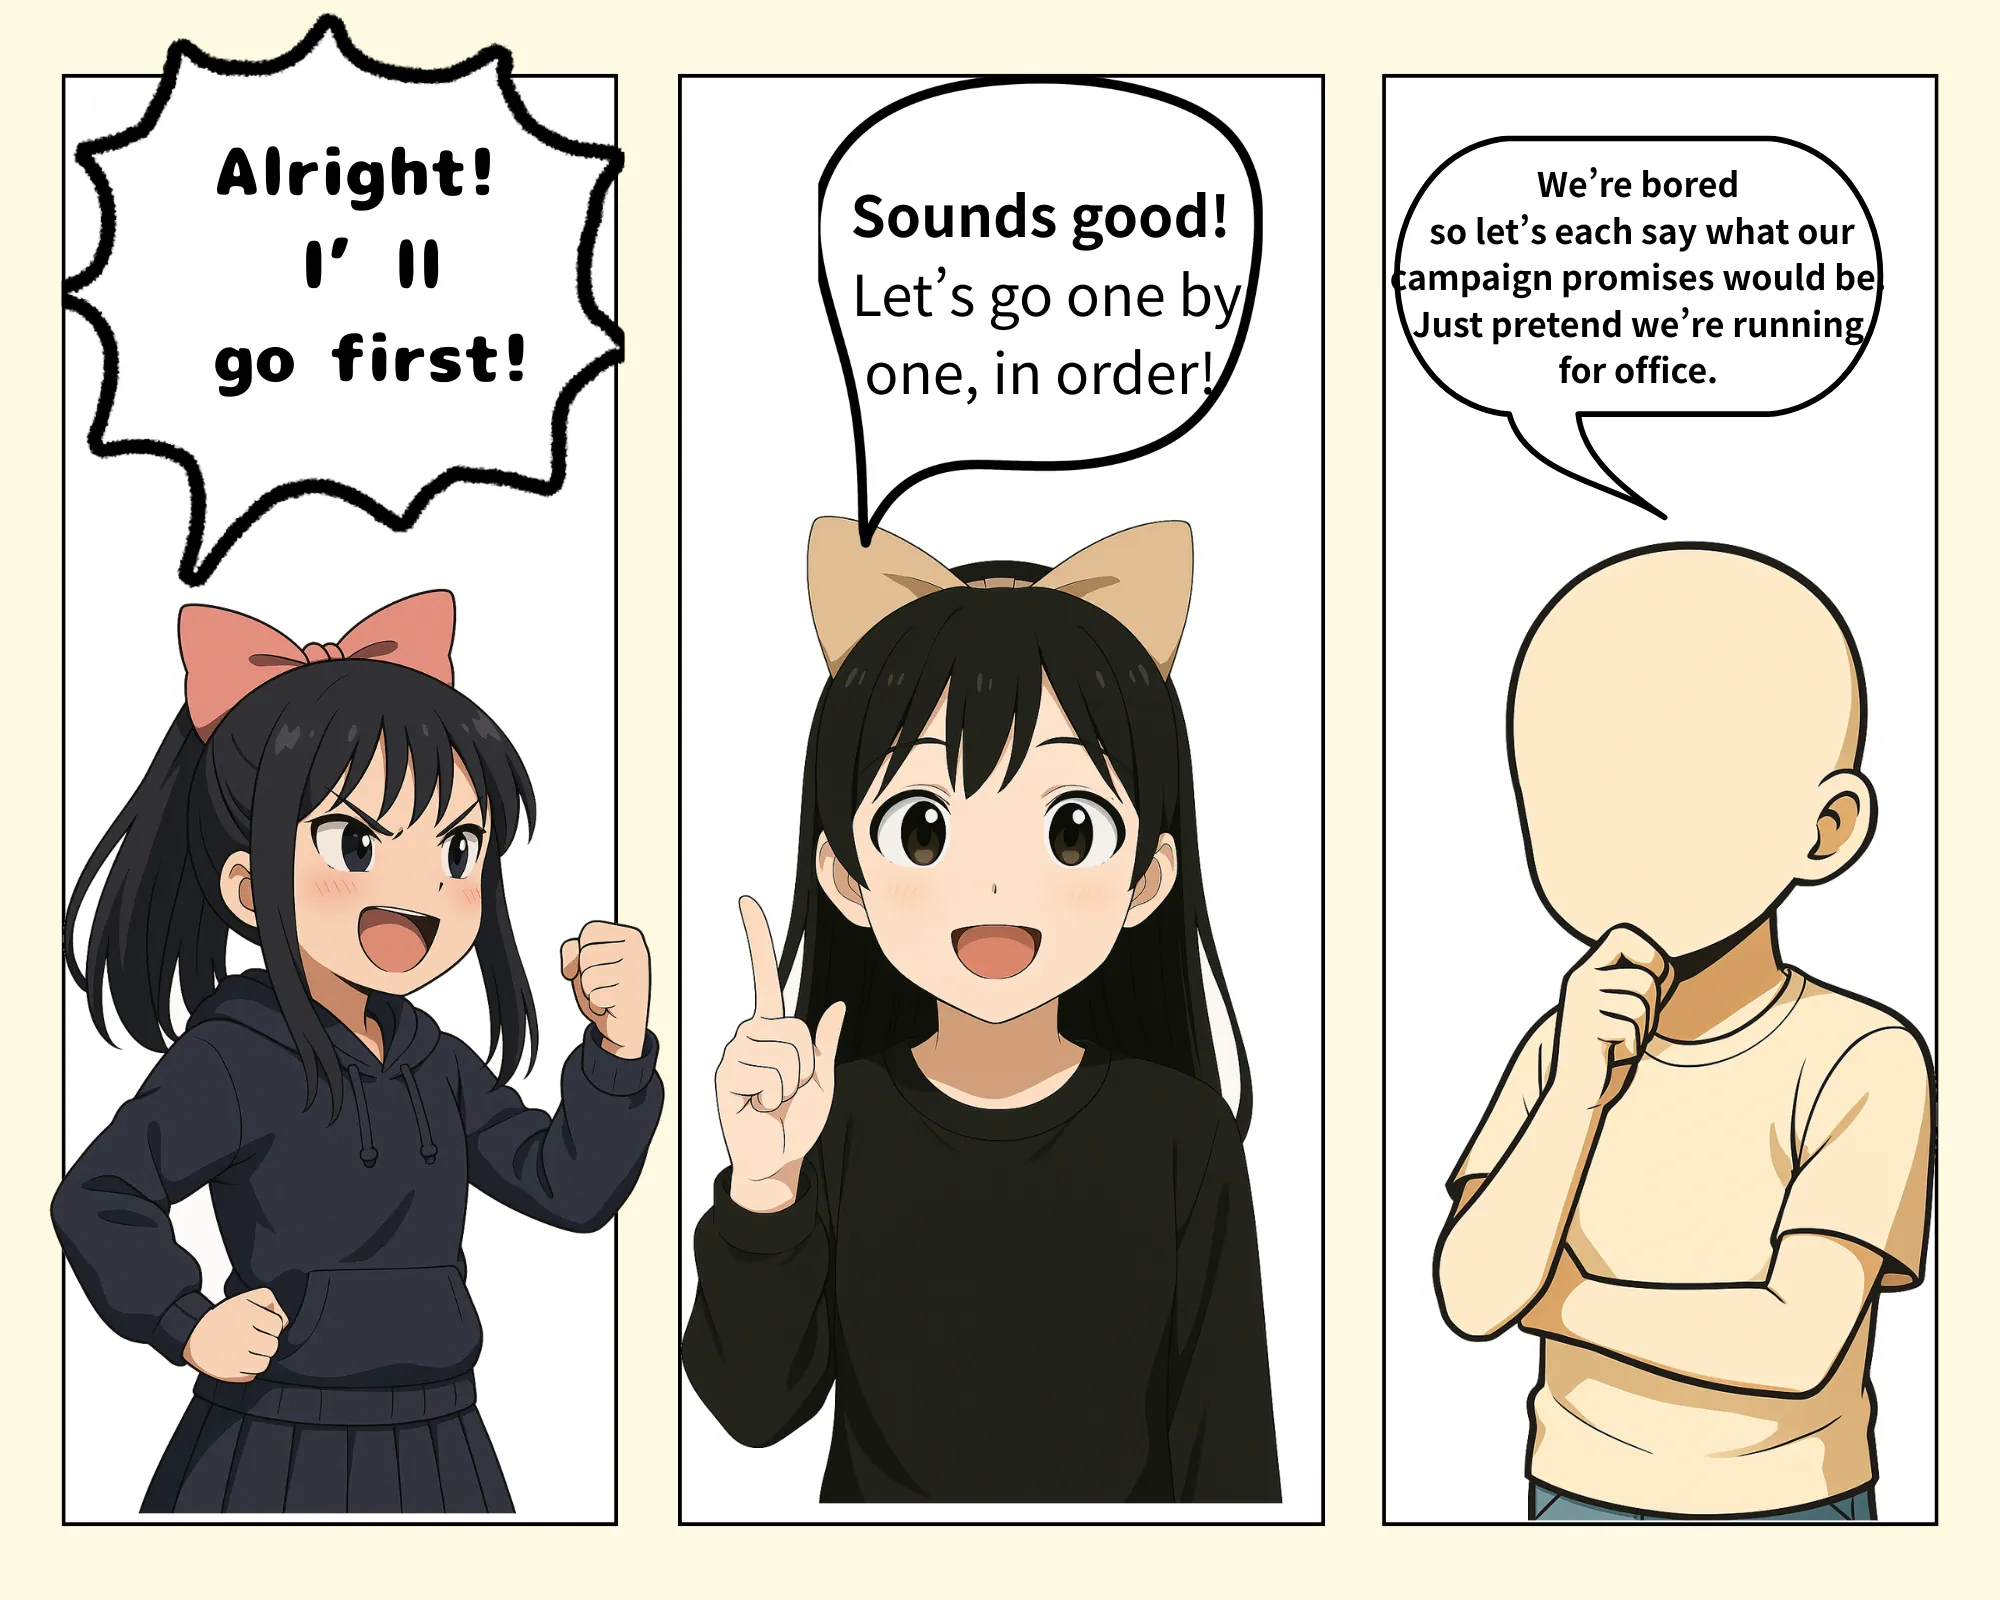 We’re bored
so let’s each say what our
campaign promises would be.
Just pretend we’re running
for office.
Sounds good!
Let’s go one by
one, in order!
Alright!
I’ ll
go first!